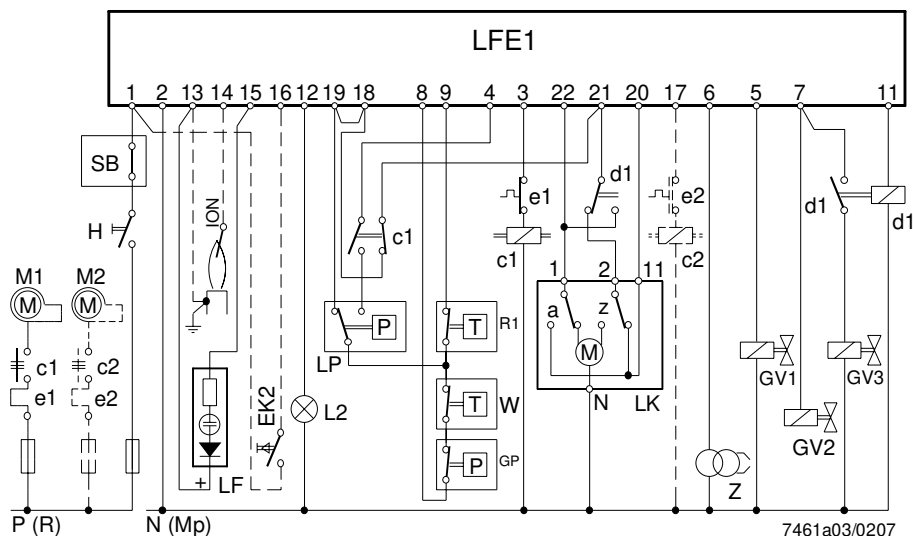 LFE1
1 2 13 14 15 16 12 19 18 8 9 4 3 22 21 20 17 6 5 7 11
SB
H
ION
c1
e1
c1
d1
e2
c2
d1
d1
M1 M2
M M
c1 c2
e1 e2
1 2 11
a z
M
N LK
P
LP
T R1
T W
P GP
EK2
L2
+ LF
GV1
GV2
GV3
Z
P (R) N (Mp)
7461a03/0207